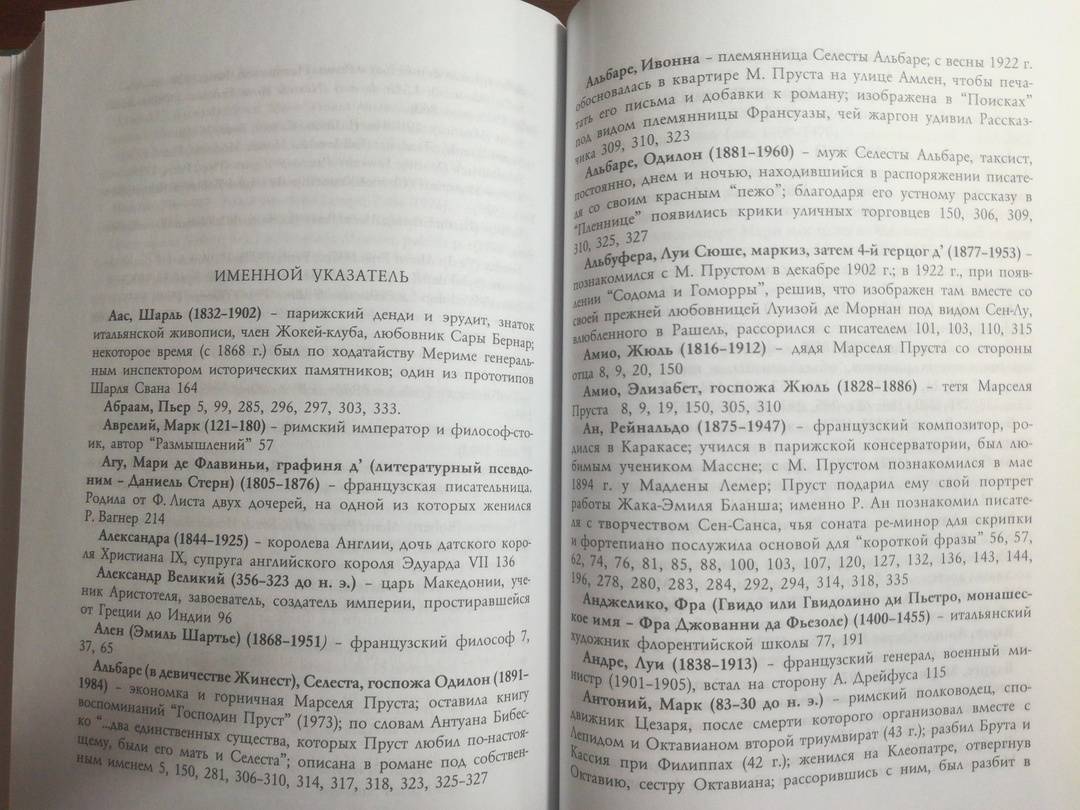 ИМЕННОЙ УКАЗАТЕЛЬ
Аас, Шарль (1832–1902) – парижский денди и эрудит, знаток
итальянской живописи, член Жокей-клуба, любовник Сары Бернар;
некоторое время (с 1868 г.) был по ходатайству Мериме генераль-
ным инспектором исторических памятников; один из прототипов
Шарля Свана 164
Абраам, Пьер 5, 99, 285, 296, 297, 303, 333.
Аврелий, Марк (121–180) – римский император и философ-сто-
ик, автор “Размышлений” 57
Агу, Мари де Флавиньи, графиня д’ (литературный псевдо-
ним – Даниель Стерн) (1805–1876) – французская писательница.
Родила от Ф. Листа двух дочерей, на одной из которых женился
Р. Вагнер 214
Александра (1844–1925) – королева Англии, дочь датского коро-
ля Христиана IX, супруга английского короля Эдуарда VII 136
Александр Великий (356–323 до н. э.) – царь Македонии, уче-
ник Аристотеля, завоеватель, создатель империи, простиравшейся
от Греции до Индии 96
Ален (Эмиль Шартье) (1868–1951) – французский философ 7,
37, 65
Альбаре (в девичестве Жинест), Селеста, госпожа Одилон (1891-
1984) – экономка и горничная Марселя Пруста; оставила книгу
воспоминаний “Господин Пруст” (1973); по словам Антуана Бибес-
ко “...два единственных существа, которых Пруст любил по-настоя-
щему, были его мать и Селеста”; описана в романе под собствен-
ным именем 5, 150, 281, 306–310, 314, 317, 318, 323, 325–327
Альбаре, Ивонна – племянница Селесты Альбаре; с весны 1922 г.
обосновалась в квартире М. Пруста на улице Амлен, чтобы печа-
тать его письма и добавки к роману; изображена в “Поисках”
под видом племянницы Франсуазы, чей жаргон удивил Рассказ-
чика 309, 310, 323
Альбаре, Одилон (1881–1960) – муж Селесты Альбаре, таксист,
постоянно, днем и ночью, находившийся в распоряжении писате-
ля со своим красным “пежо”; благодаря его устному рассказу в
“Пленнице” появились крики уличных торговцев 150, 306, 309,
310, 325, 327
Альбуфера, Луи Сюше, маркиз, затем 4-й герцог д’ (1877–1953) –
познакомился с М. Прустом в декабре 1902 г.; в 1922 г., при появ-
лении “Содома и Гоморры”, решив, что изображен там вместе со
своей прежней любовницей Луизой де Морнан под видом Сен-Лу,
влюбленного в Рашель, рассорился с писателем 101, 103, 110, 315
Амио, Жюль (1816–1912) – дядя Марселя Пруста со стороны
отца 8, 9, 20, 150
Амио, Элизабет, госпожа Жюль (1828–1886) – тетя Марселя
Пруста 8, 9, 19, 150, 305, 310
Ан, Рейнальдо (1875–1947) – французский композитор, ро-
дился в Каракасе; учился в парижской консерватории, был лю-
бимым учеником Массне; с М. Прустом познакомился в мае
1894 г. у Мадлены Лемер; Пруст подарил ему свой портрет
работы Жака-Эмиля Бланша; именно Р. Ан познакомил писате-
ля с творчеством Сен-Санса, чья соната ре-минор для скрипки
и фортепиано послужила основой для “короткой фразы” 56, 57,
62, 74, 76, 81, 85, 88, 100, 103, 107, 120, 127, 132, 136, 143, 144,
196, 278, 280, 283, 284, 292, 294, 314, 318, 335
Анджелико, Фра (Гвидо или Гвидолино ди Пьетро, монашес-
кое имя – Фра Джованни да Фьезоле) (1400–1455) – итальянский
художник флорентийской школы 77, 191
Андре, Луи (1838–1913) – французский генерал, военный ми-
нистр (1901–1905), встал на сторону А. Дрейфуса 115
Антоний, Марк (83–30 до н. э.) – римский полководец, спо-
движник Цезаря, после смерти которого организовал вместе с
Лепидом и Октавианом второй триумвират (43 г.); разбил Брута и
Кассия при Филиппах (42 г.); женился на Клеопатре, отвергнув
Октавию, сестру Октавиана; рассорившись с ним, был разбит в